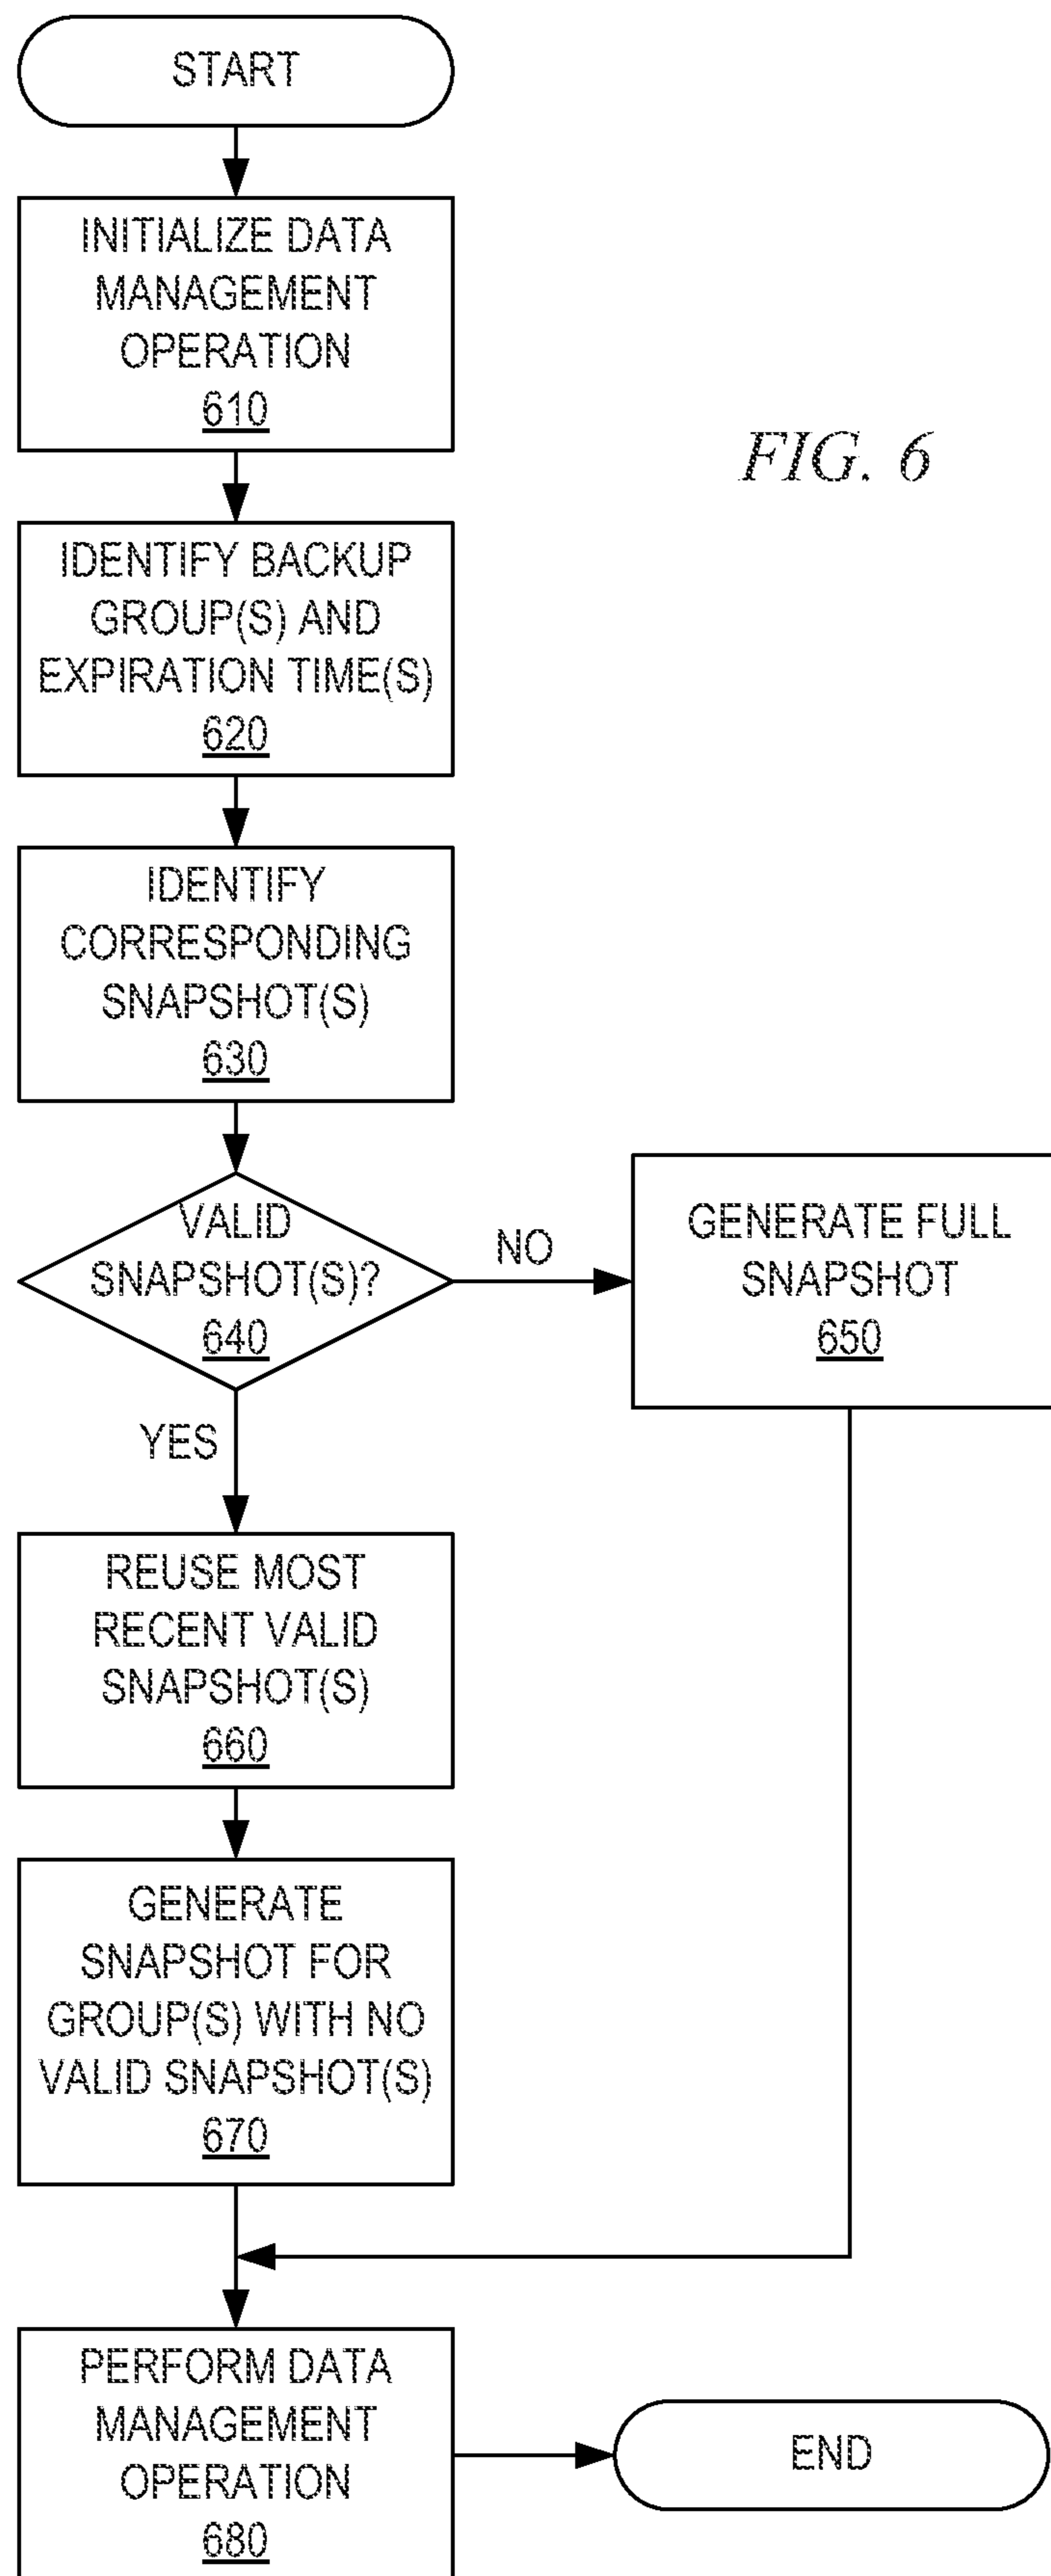 START
INITIALIZE DATA
MANAGEMENT
OPERATION
610
FIG. 6
IDENTIFY BACKUP
GROUP(S) AND
EXPIRATION TIME(S)
620
IDENTIFY
CORRESPONDING
SNAPSHOT(S)
630
VALID
SNAPSHOT(S)?
640
NO
GENERATE FULL
SNAPSHOT
650
YES
REUSE MOST
RECENT VALID
SNAPSHOT(S)
660
GENERATE
SNAPSHOT FOR
GROUP(S) WITH NO
VALID SNAPSHOT(S)
670
PERFORM DATA
MANAGEMENT
OPERATION
680
END